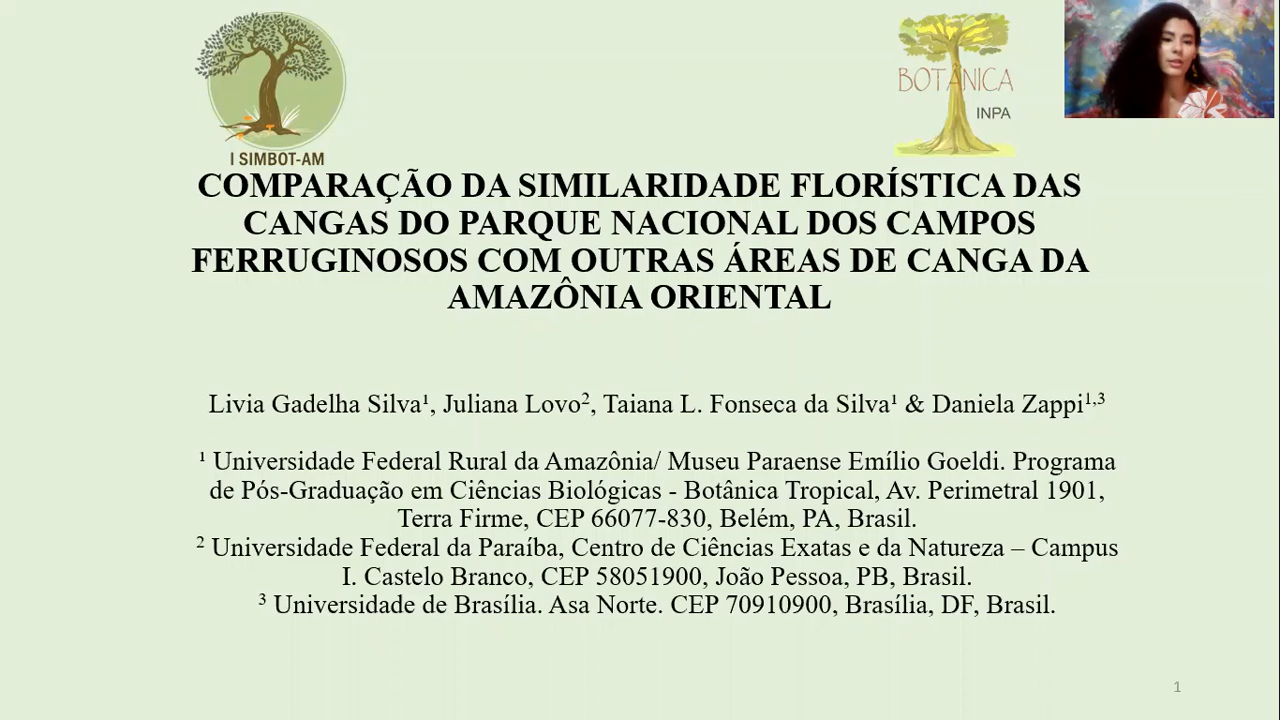 I SIMBOT-AM
BOTÂNICA
INPA
COMPARAÇÃO DA SIMILARIDADE FLORÍSTICA DAS
CANGAS DO PARQUE NACIONAL DOS CAMPOS
FERRUGINOSOS COM OUTRAS ÁREAS DE CANGA DA
AMAZÔNIA ORIENTAL
Livia Gadelha Silva¹, Juliana Lovo², Taiana L. Fonseca da Silva¹ & Daniela Zappi¹,³
¹ Universidade Federal Rural da Amazônia/ Museu Paraense Emílio Goeldi. Programa
de Pós-Graduação em Ciências Biológicas - Botânica Tropical, Av. Perimetral 1901,
Terra Firme, CEP 66077-830, Belém, PA, Brasil.
² Universidade Federal da Paraíba, Centro de Ciências Exatas e da Natureza – Campus
I. Castelo Branco, CEP 58051900, João Pessoa, PB, Brasil.
³ Universidade de Brasília. Asa Norte. CEP 70910900, Brasília, DF, Brasil.
1